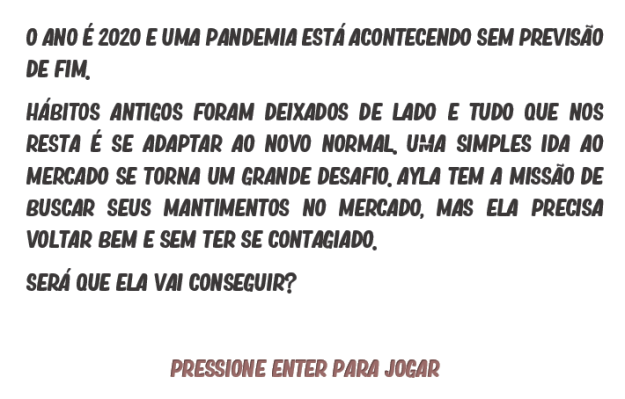 O ANO É 2020 E UMA PANDEMIA ESTÁ ACONTECENDO SEM PREVISÃO
DE FIM.
HÁBITOS ANTIGOS FORAM DEIXADOS DE LADO E TUDO QUE NOS
RESTA É SE ADAPTAR AO NOVO NORMAL. UMA SIMPLES IDA AO
MERCADO SE TORNA UM GRANDE DESAFIO. AYLA TEM A MISSÃO DE
BUSCAR SEUS MANTIMENTOS NO MERCADO, MAS ELA PRECISA
VOLTAR BEM E SEM TER SE CONTAGIADO.
SERÁ QUE ELA VAI CONSEGUIR?
PRESSIONE ENTER PARA JOGAR